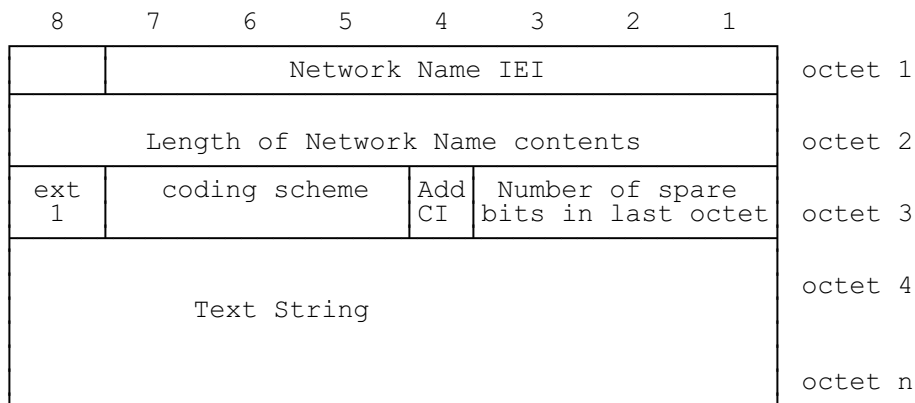 8 7 6 5 4 3 2 1
Network Name IEI octet 1
Length of Network Name contents octet 2
ext coding scheme Add Number of spare
1 CI bits in last octet octet 3
octet 4
Text String
octet n